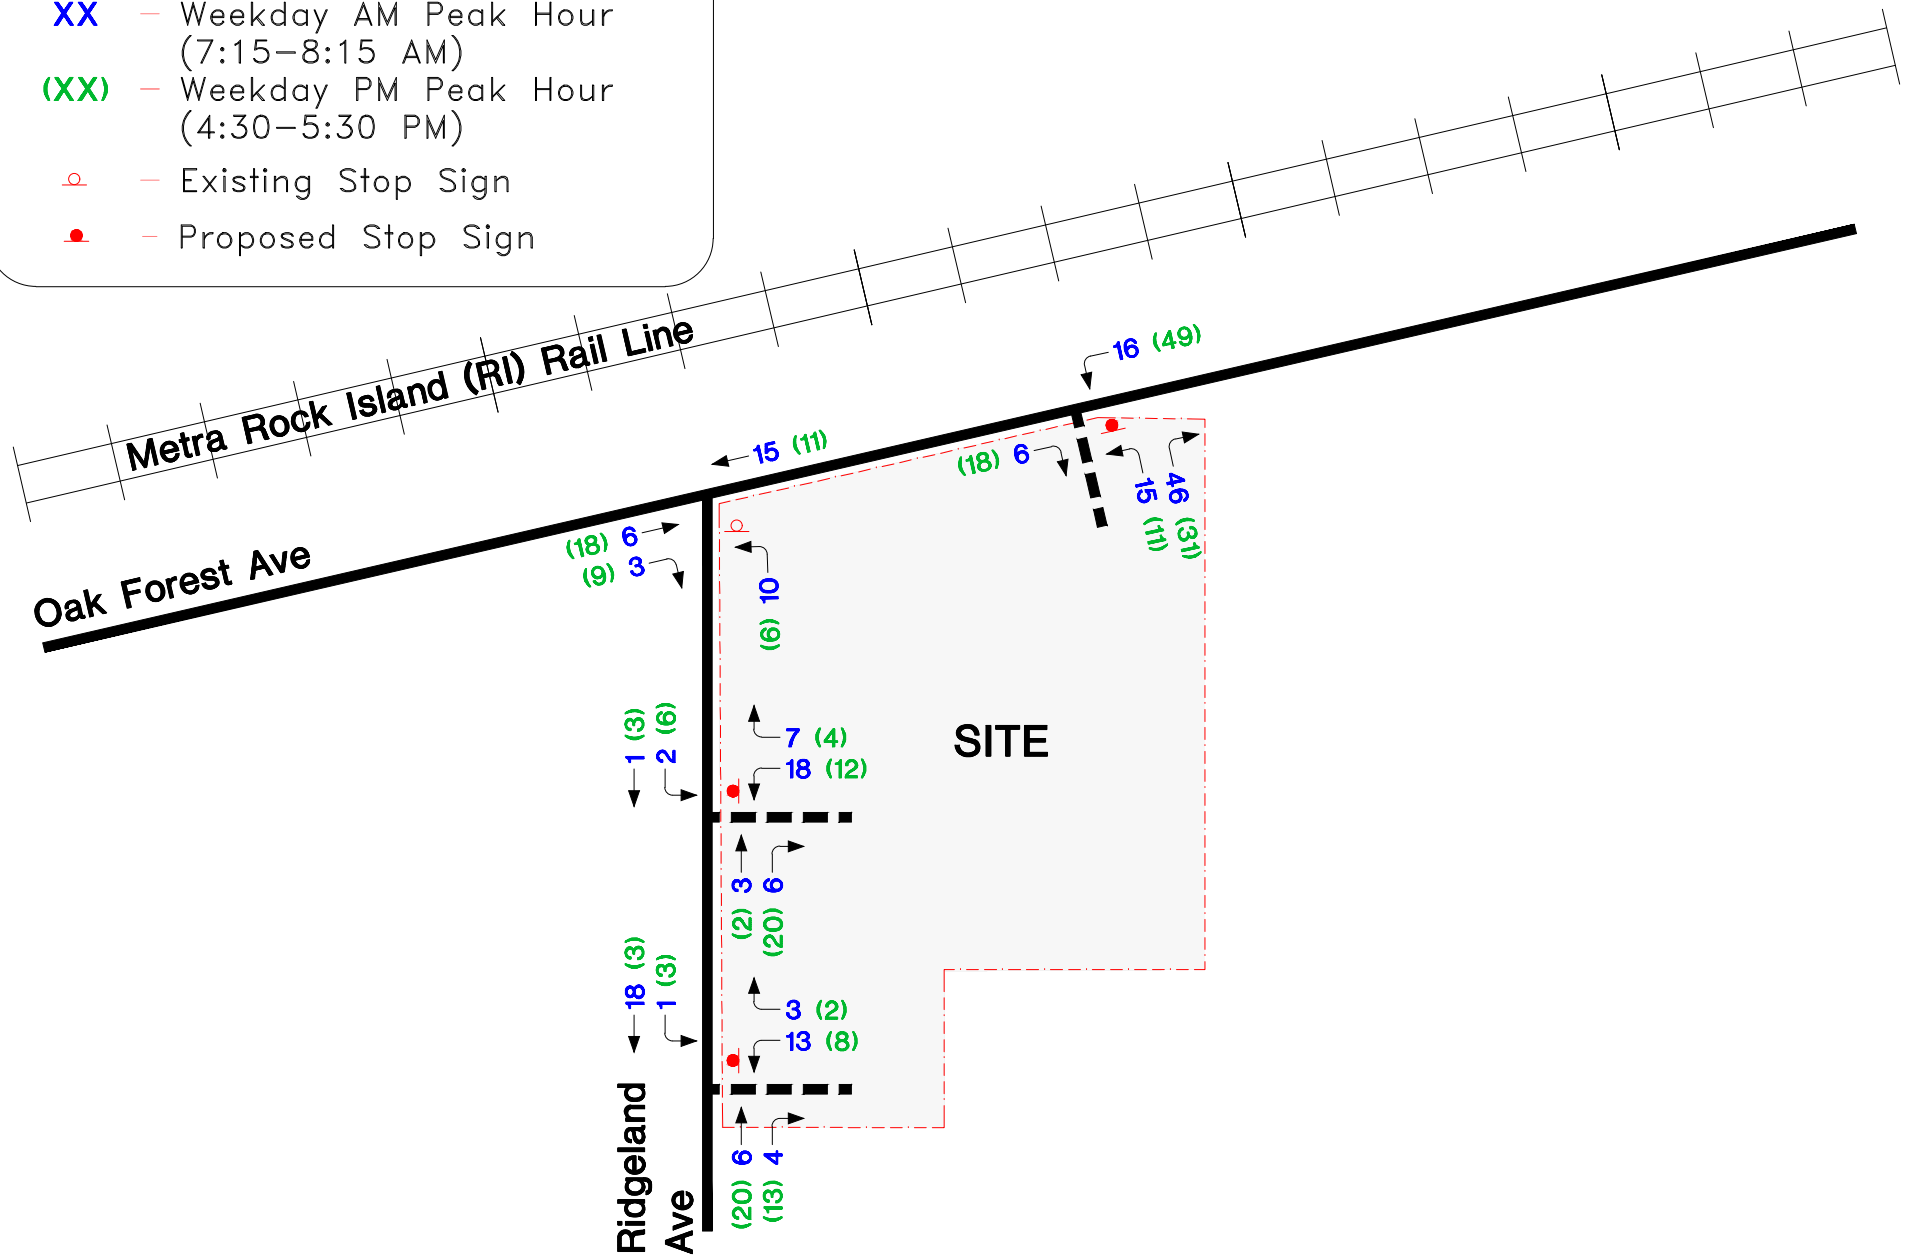 XX — Weekday AM Peak Hour
(7:15–8:15 AM)
(XX) — Weekday PM Peak Hour
(4:30–5:30 PM)
— Existing Stop Sign
— Proposed Stop Sign
Metra Rock Island (RI) Rail Line
16 (49)
15 (11)
(18) 6
15 (11)
46 (31)
Oak Forest Ave
(18) 6
(9) 3
10 (6)
1 (3)
2 (6)
7 (4)
18 (12)
SITE
(2) 3
(20) 6
18 (3)
1 (3)
3 (2)
13 (8)
Ridgeland
Ave
(20) 6
(13) 4